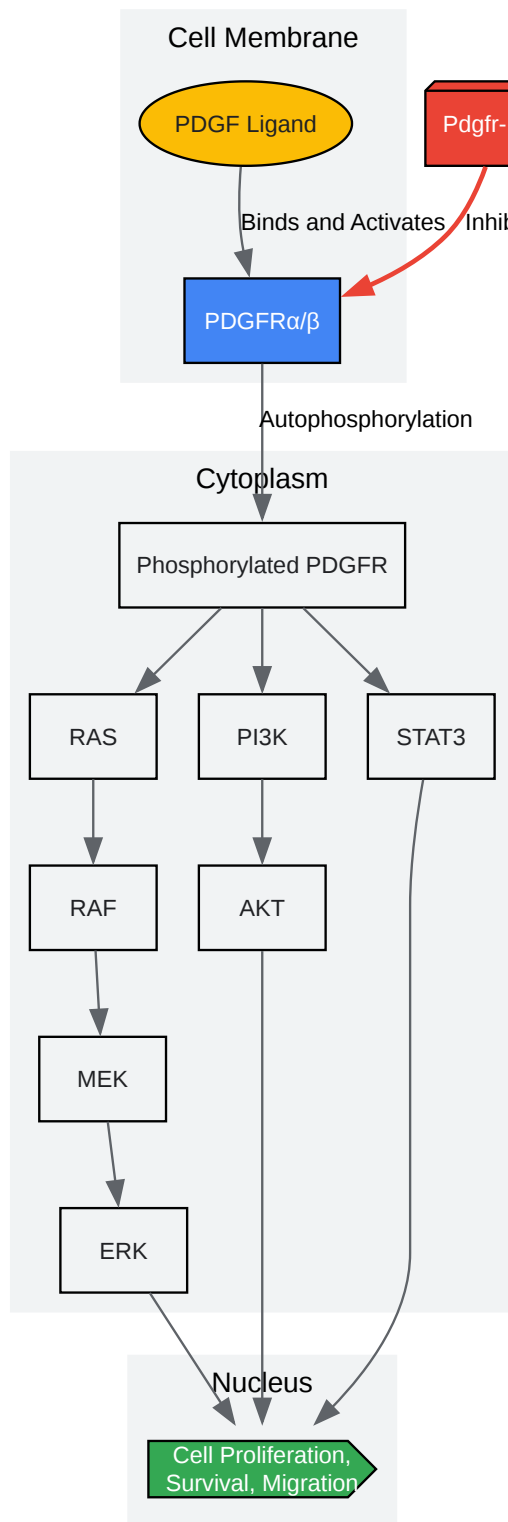 Cell Membrane
PDGF Ligand
Pdgfr-
Binds and Activates
PDGFRα/β
Autophosphorylation
Cytoplasm
Phosphorylated PDGFR
RAS
PI3K
STAT3
RAF
AKT
MEK
ERK
Nucleus
Cell Proliferation,
Survival, Migration